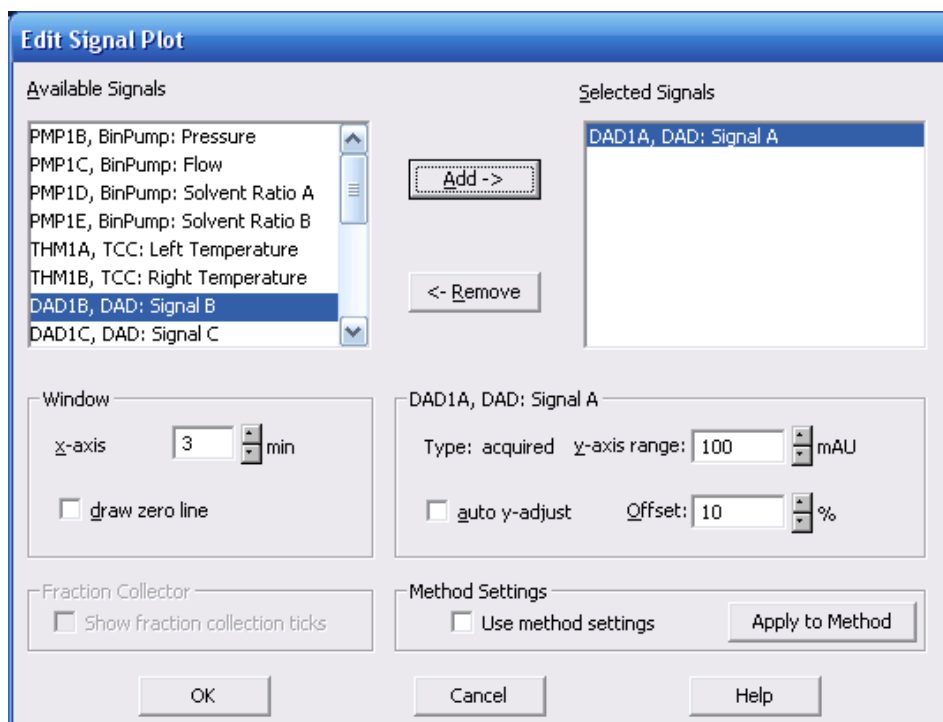 Edit Signal Plot
Available Signals
PMP1B, BinPump: Pressure
PMP1C, BinPump: Flow
PMP1D, BinPump: Solvent Ratio A
PMP1E, BinPump: Solvent Ratio B
THM1A, TCC: Left Temperature
THM1B, TCC: Right Temperature
DAD1B, DAD: Signal B
DAD1C, DAD: Signal C
Add ->
<- Remove
Selected Signals
DAD1A, DAD: Signal A
Window
x-axis 3 min
draw zero line
DAD1A, DAD: Signal A
Type: acquired y-axis range: 100 mAU
auto y-adjust Offset: 10 %
Fraction Collector
Show fraction collection ticks
Method Settings
Use method settings Apply to Method
OK Cancel Help